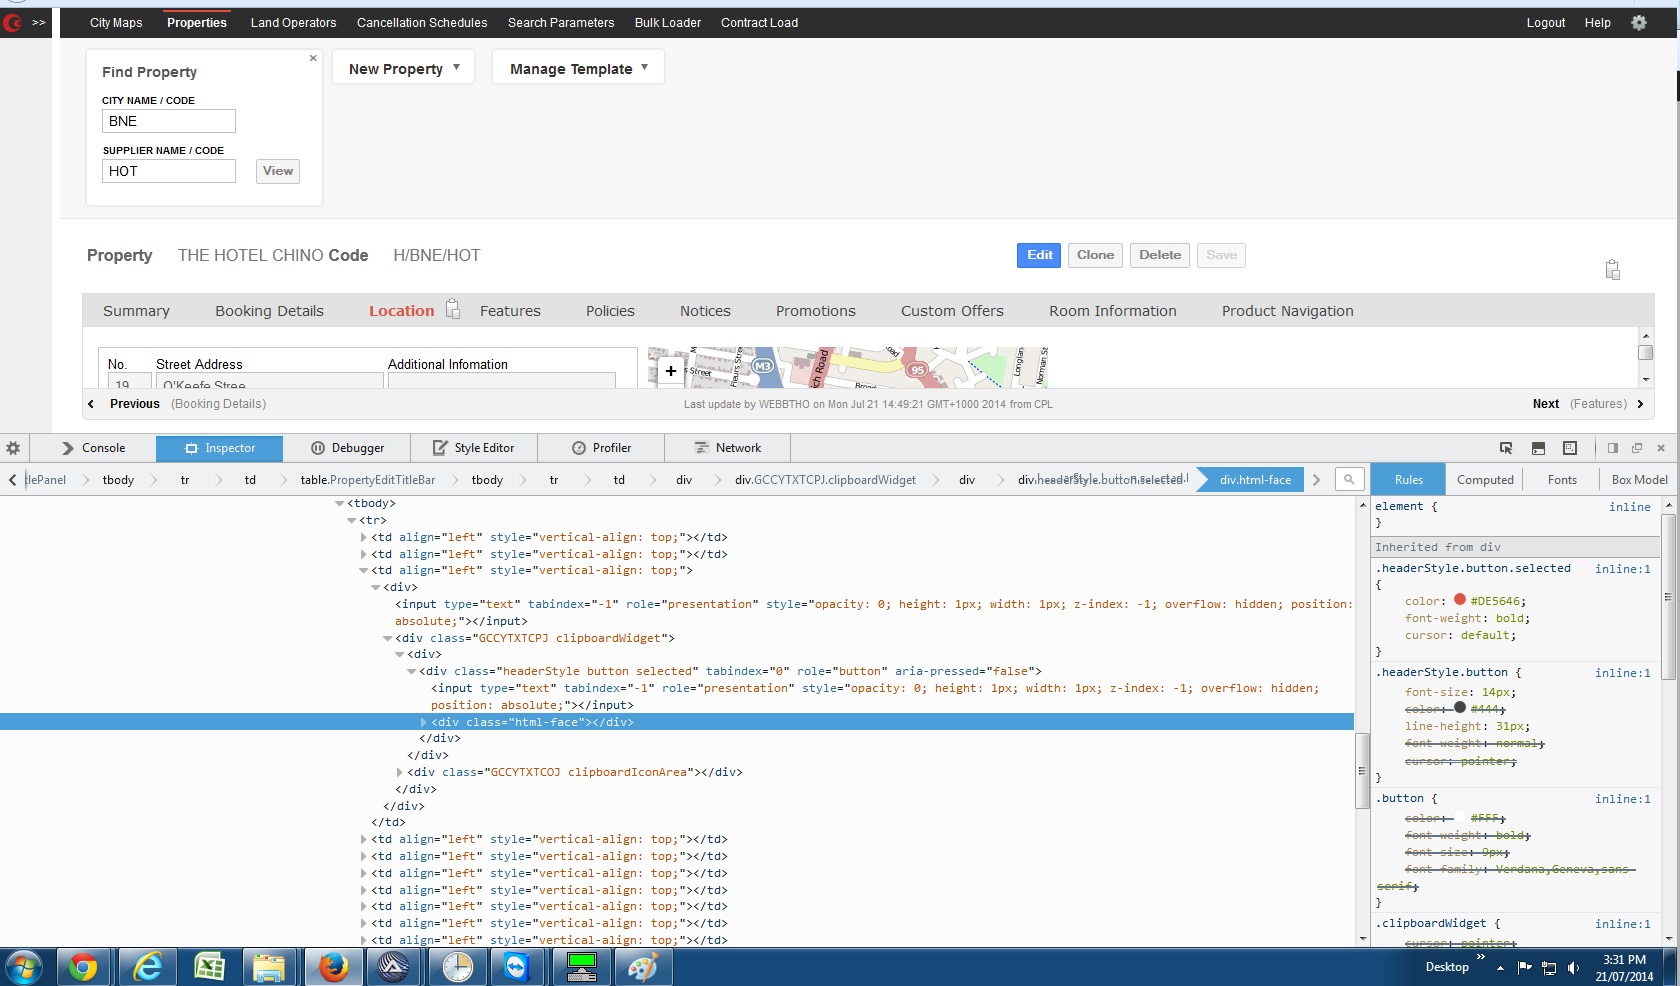 >> City Maps Properties Land Operators Cancellation Schedules Search Parameters Bulk Loader Contract Load Logout Help
Find Property ×
New Property ▼ Manage Template ▼
CITY NAME / CODE
BNE
SUPPLIER NAME / CODE
HOT View
Property THE HOTEL CHINO Code H/BNE/HOT Edit Clone Delete Save
Summary Booking Details Location Features Policies Notices Promotions Custom Offers Room Information Product Navigation
No. Street Address Additional Infomation
19 O'Keefe Stree
+ s Street Fleurs Stree M3 ich Road Broa 95 Longlan Norman St
Previous (Booking Details) Last update by WEBBTHO on Mon Jul 21 14:49:21 GMT+1000 2014 from CPL Next (Features)
Console Inspector Debugger Style Editor Profiler Network
tlePanel tbody tr td table.PropertyEditTitleBar tbody tr td div div.GCCYTXTCPJ.clipboardWidget div div.headerStyle.button.selected. div.html-face
Rules Computed Fonts Box Model
<tbody>
<tr>
<td align="left" style="vertical-align: top;"></td>
<td align="left" style="vertical-align: top;"></td>
<td align="left" style="vertical-align: top;">
<div>
<input type="text" tabindex="-1" role="presentation" style="opacity: 0; height: 1px; width: 1px; z-index: -1; overflow: hidden; position:
absolute;"></input>
<div class="GCCYTXTCPJ clipboardWidget">
<div>
<div class="headerStyle button selected" tabindex="0" role="button" aria-pressed="false">
<input type="text" tabindex="-1" role="presentation" style="opacity: 0; height: 1px; width: 1px; z-index: -1; overflow: hidden;
position: absolute;"></input>
<div class="html-face"></div>
</div>
</div>
<div class="GCCYTXTCOJ clipboardIconArea"></div>
</div>
</div>
</td>
<td align="left" style="vertical-align: top;"></td>
<td align="left" style="vertical-align: top;"></td>
<td align="left" style="vertical-align: top;"></td>
<td align="left" style="vertical-align: top;"></td>
<td align="left" style="vertical-align: top;"></td>
<td align="left" style="vertical-align: top;"></td>
<td align="left" style="vertical-align: top;"></td>
element { inline
}
Inherited from div
.headerStyle.button.selected inline:1
{
color: #DE5646;
font-weight: bold;
cursor: default;
}
.headerStyle.button { inline:1
font-size: 14px;
color: #444;
line-height: 31px;
font-weight: normal;
cursor: pointer;
}
.button { inline:1
color: #FFF;
font-weight: bold;
font-size: 9px;
font-family: Verdana,Geneva,sans-
serif;
}
.clipboardWidget { inline:1
cursor: pointer;
Desktop » 3:31 PM
21/07/2014